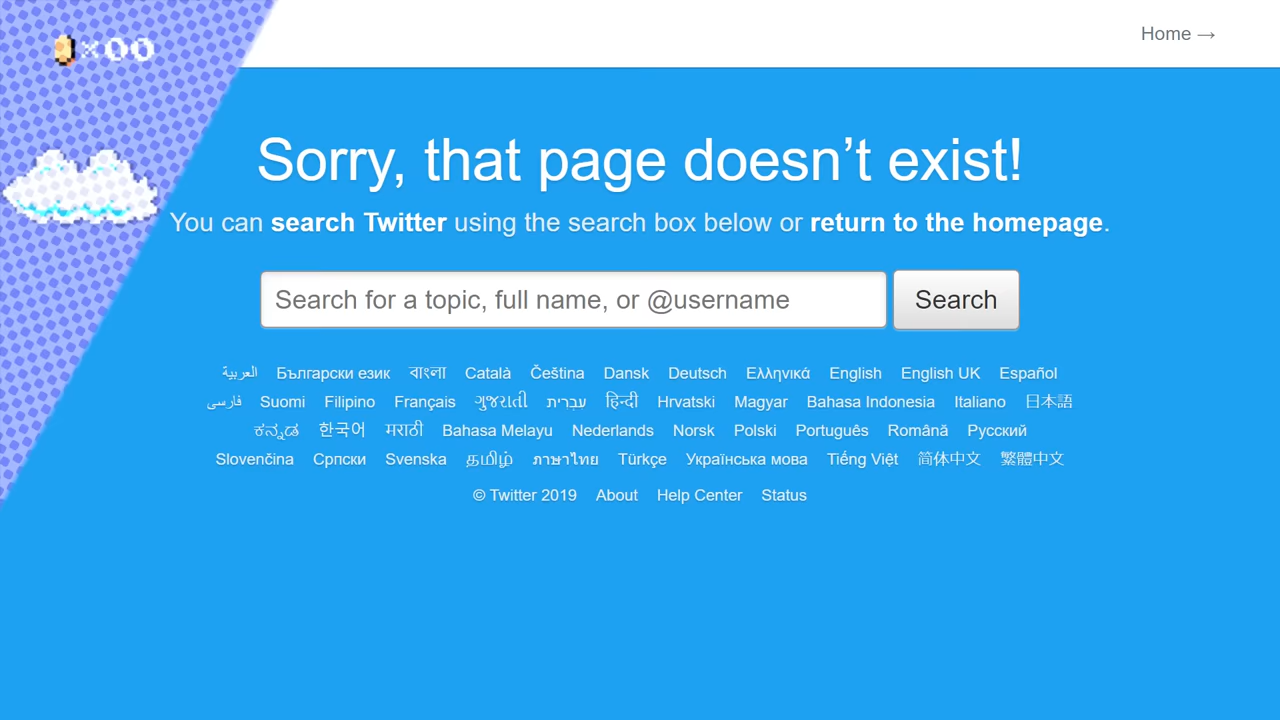 ×00
Home →
Sorry, that page doesn’t exist!
You can search Twitter using the search box below or return to the homepage.
Search for a topic, full name, or @username
Search
العربية Български език বাংলা Català Čeština Dansk Deutsch Ελληνικά English English UK Español
فارسی Suomi Filipino Français ગુજરાતી עברית हिन्दी Hrvatski Magyar Bahasa Indonesia Italiano 日本語
ಕನ್ನಡ 한국어 मराठी Bahasa Melayu Nederlands Norsk Polski Português Română Русский
Slovenčina Српски Svenska தமிழ் ภาษาไทย Türkçe Українська мова Tiếng Việt 简体中文 繁體中文
© Twitter 2019 About Help Center Status